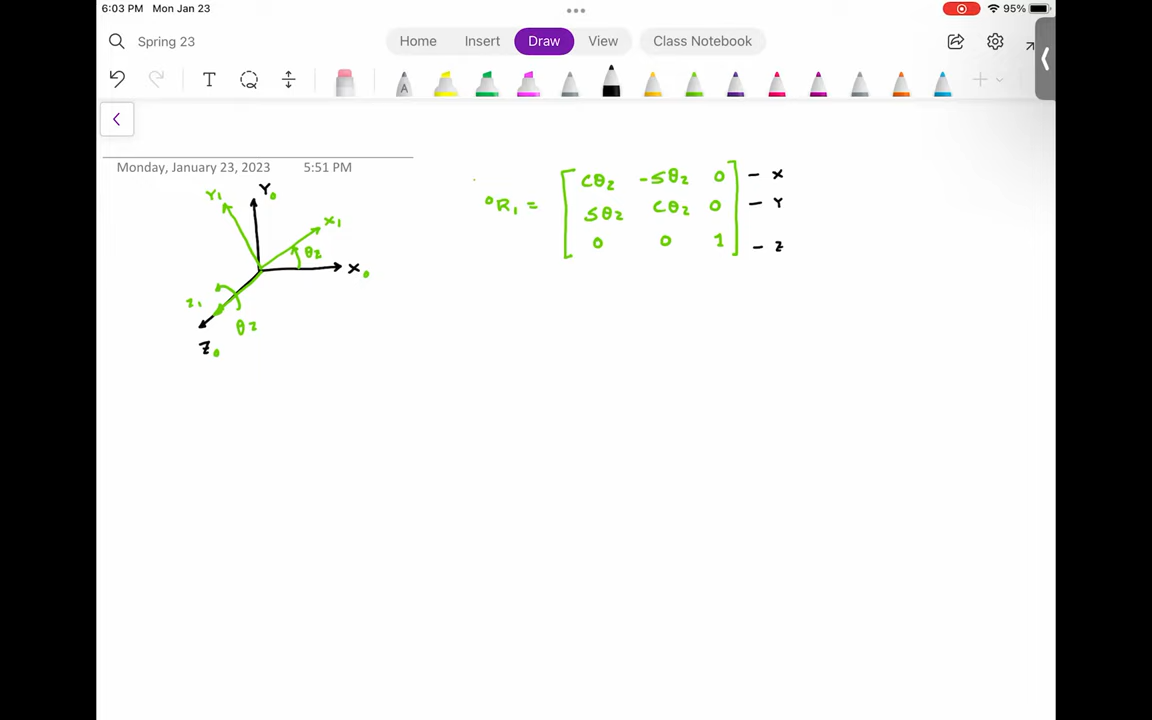 6:03 PM Mon Jan 23
95%
Spring 23
Home Insert Draw View Class Notebook
T
A
Monday, January 23, 2023 5:51 PM
Y₁ Y₀
X₁
θz
X₀
z₁
θz
Z₀
⁰R₁ =
cθz -sθz 0 - X
sθz cθz 0 - Y
0 0 1 - z